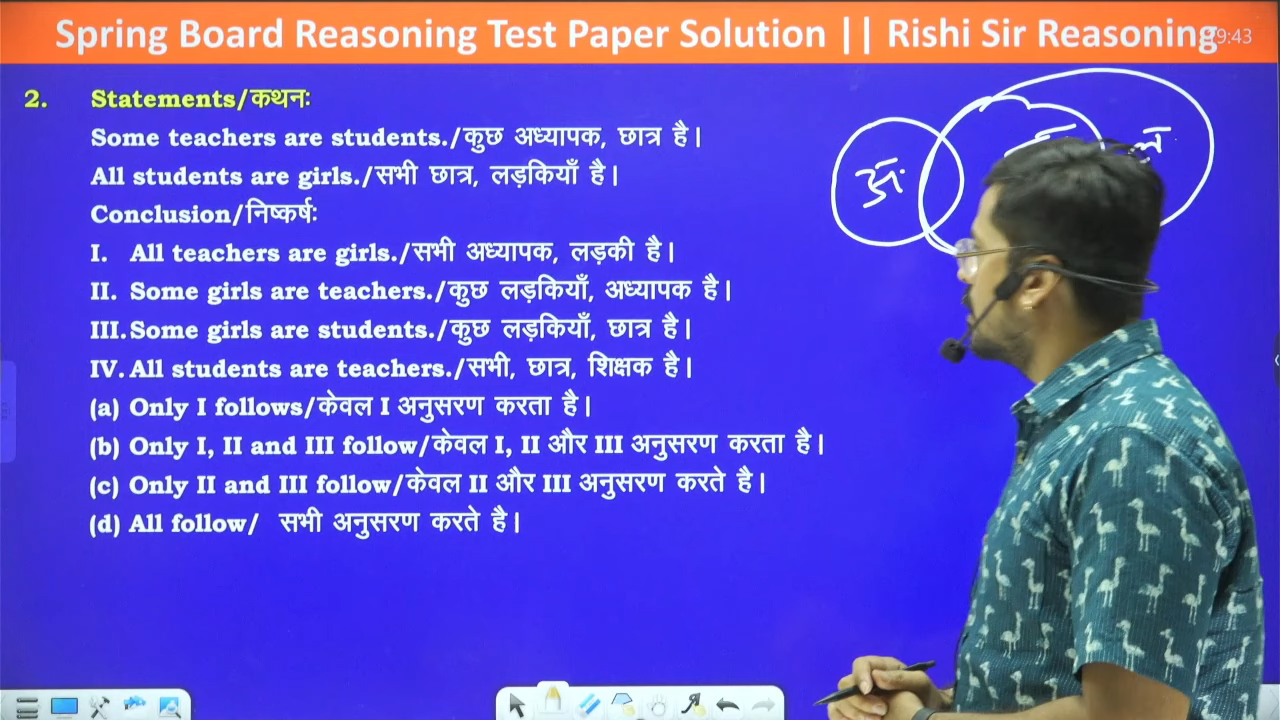 Spring Board Reasoning Test Paper Solution || Rishi Sir Reasoning
9:43
2. Statements/कथनः
Some teachers are students./कुछ अध्यापक, छात्र है।
All students are girls./सभी छात्र, लड़कियाँ है।
Conclusion/निष्कर्षः
I. All teachers are girls./सभी अध्यापक, लड़की है।
II. Some girls are teachers./कुछ लड़कियाँ, अध्यापक है।
III. Some girls are students./कुछ लड़कियाँ, छात्र है।
IV. All students are teachers./सभी, छात्र, शिक्षक है।
(a) Only I follows/केवल I अनुसरण करता है।
(b) Only I, II and III follow/केवल I, II और III अनुसरण करता है।
(c) Only II and III follow/केवल II और III अनुसरण करते है।
(d) All follow/ सभी अनुसरण करते है।